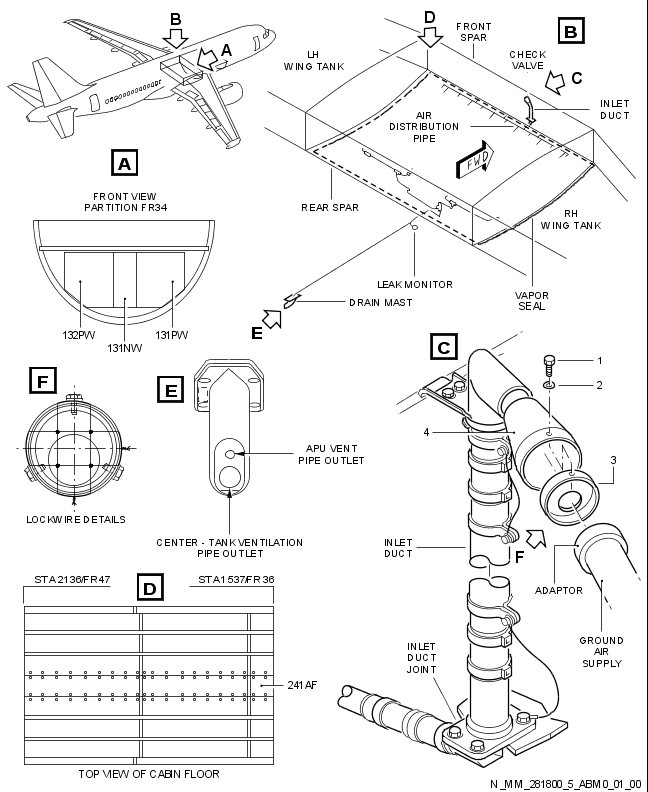 B
A
D
FRONT
SPAR
B
LH
WING TANK
CHECK
VALVE
C
INLET
DUCT
AIR
DISTRIBUTION
PIPE
FWD
A
FRONT VIEW
PARTITION FR34
REAR SPAR
RH
WING TANK
LEAK MONITOR
DRAIN MAST
VAPOR
SEAL
E
132PW
131NW
131PW
C
1
2
F
E
4
3
APU VENT
PIPE OUTLET
LOCKWIRE DETAILS
CENTER - TANK VENTILATION
PIPE OUTLET
INLET
DUCT
F
ADAPTOR
GROUND
AIR
SUPPLY
STA2136/FR47
D
STA1537/FR36
INLET
DUCT
JOINT
241AF
TOP VIEW OF CABIN FLOOR
N_MM_281800_5_ABM0_01_00